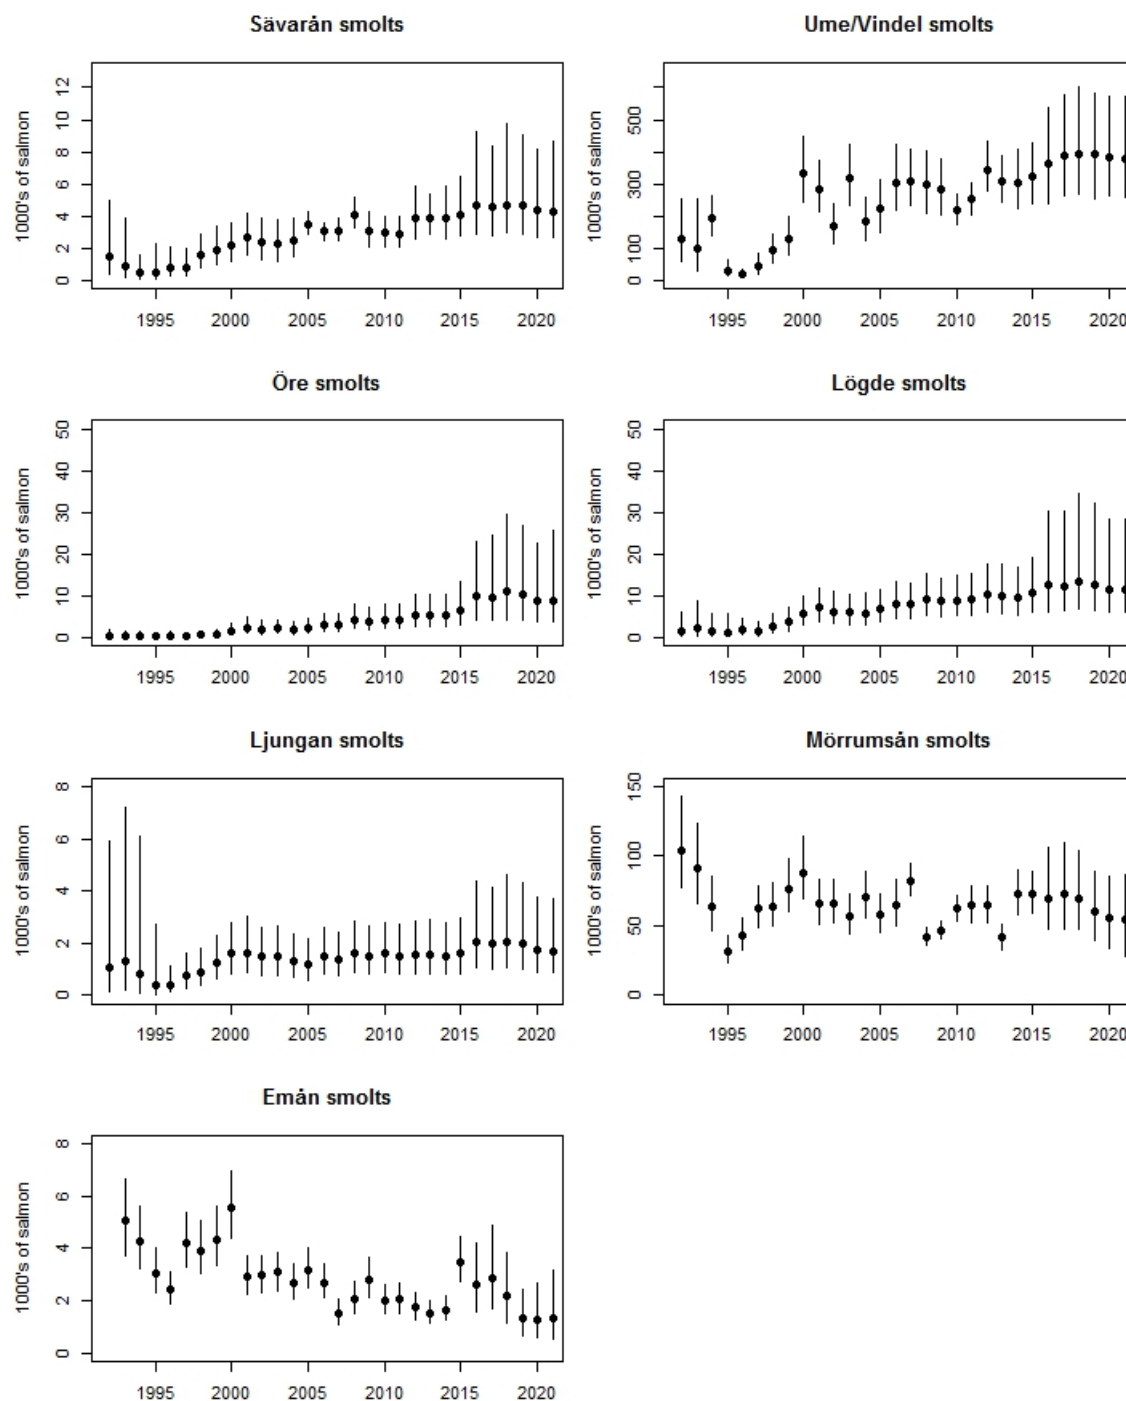 Sävarån smolts
1000's of salmon
0 2 4 6 8 10 12
1995 2000 2005 2010 2015 2020
Ume/Vindel smolts
1000's of salmon
0 100 300 500
1995 2000 2005 2010 2015 2020
Öre smolts
1000's of salmon
0 10 20 30 40 50
1995 2000 2005 2010 2015 2020
Lögde smolts
1000's of salmon
0 10 20 30 40 50
1995 2000 2005 2010 2015 2020
Ljungan smolts
1000's of salmon
0 2 4 6 8
1995 2000 2005 2010 2015 2020
Mörrumsån smolts
1000's of salmon
0 50 100 150
1995 2000 2005 2010 2015 2020
Emån smolts
1000's of salmon
0 2 4 6 8
1995 2000 2005 2010 2015 2020